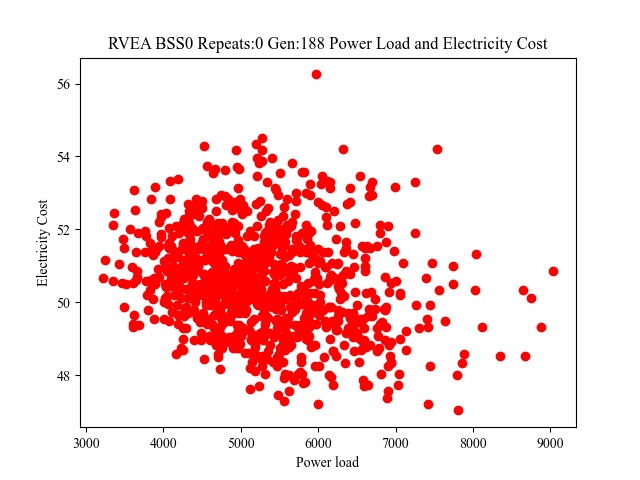 RVEA BSS0 Repeats:0 Gen:188 Power Load and Electricity Cost
56
54
52
50
48
Electricity Cost
3000 4000 5000 6000 7000 8000 9000
Power load